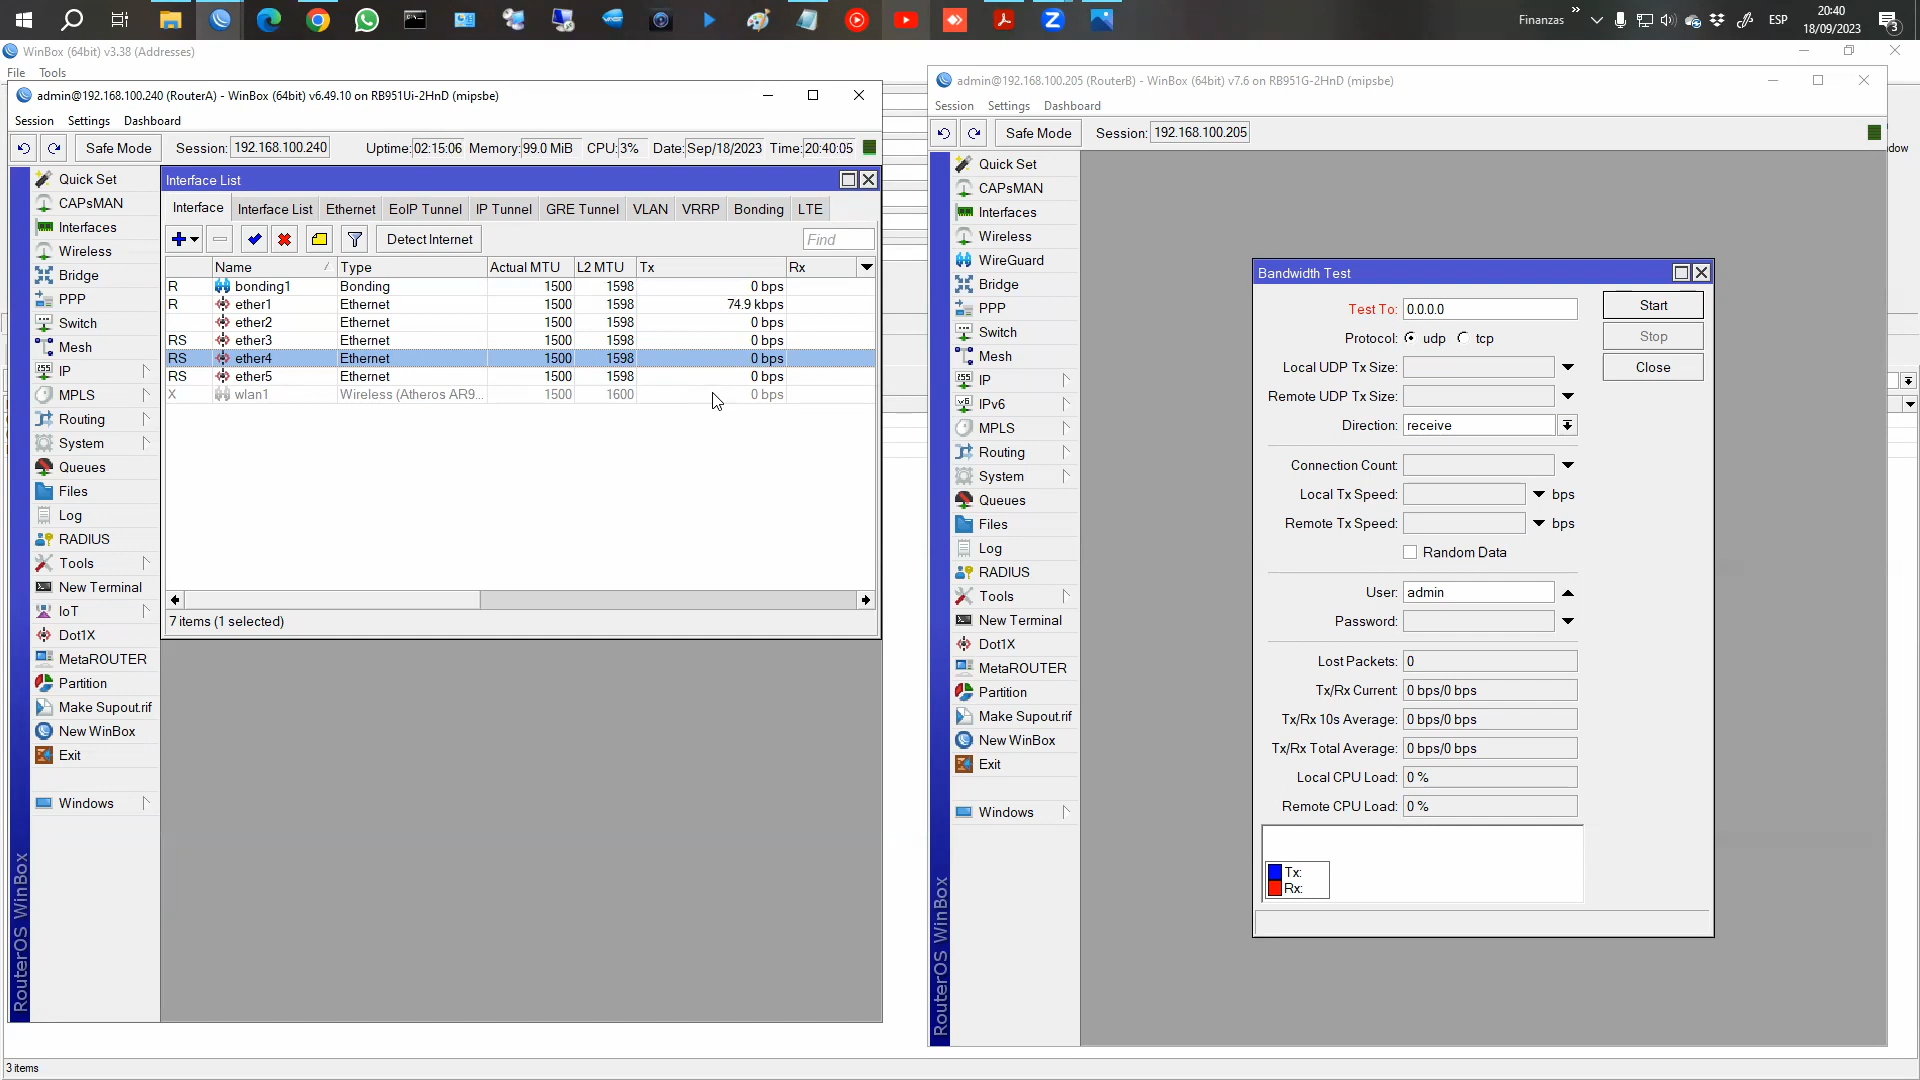 Finanzas
ESP
20:40
18/09/2023
3
WinBox (64bit) v3.38 (Addresses)
File Tools
admin@192.168.100.240 (RouterA) - WinBox (64bit) v6.49.10 on RB951Ui-2HnD (mipsbe)
Session Settings Dashboard
Safe Mode Session: 192.168.100.240 Uptime: 02:15:06 Memory: 99.0 MiB CPU: 3% Date: Sep/18/2023 Time: 20:40:05
Quick Set
CAPsMAN
Interfaces
Wireless
Bridge
PPP
Switch
Mesh
IP
MPLS
Routing
System
Queues
Files
Log
RADIUS
Tools
New Terminal
IoT
Dot1X
MetaROUTER
Partition
Make Supout.rif
New WinBox
Exit
Windows
RouterOS WinBox
Interface List
Interface Interface List Ethernet EoIP Tunnel IP Tunnel GRE Tunnel VLAN VRRP Bonding LTE
Detect Internet Find
Name Type Actual MTU L2 MTU Tx Rx
R bonding1 Bonding 1500 1598 0 bps
R ether1 Ethernet 1500 1598 74.9 kbps
ether2 Ethernet 1500 1598 0 bps
RS ether3 Ethernet 1500 1598 0 bps
RS ether4 Ethernet 1500 1598 0 bps
RS ether5 Ethernet 1500 1598 0 bps
X wlan1 Wireless (Atheros AR9... 1500 1600 0 bps
7 items (1 selected)
admin@192.168.100.205 (RouterB) - WinBox (64bit) v7.6 on RB951G-2HnD (mipsbe)
Session Settings Dashboard
Safe Mode Session: 192.168.100.205
Quick Set
CAPsMAN
Interfaces
Wireless
WireGuard
Bridge
PPP
Switch
Mesh
IP
IPv6
MPLS
Routing
System
Queues
Files
Log
RADIUS
Tools
New Terminal
Dot1X
MetaROUTER
Partition
Make Supout.rif
New WinBox
Exit
Windows
RouterOS WinBox
Bandwidth Test
Test To: 0.0.0.0
Protocol: udp tcp
Local UDP Tx Size:
Remote UDP Tx Size:
Direction: receive
Connection Count:
Local Tx Speed: bps
Remote Tx Speed: bps
Random Data
User: admin
Password:
Lost Packets: 0
Tx/Rx Current: 0 bps/0 bps
Tx/Rx 10s Average: 0 bps/0 bps
Tx/Rx Total Average: 0 bps/0 bps
Local CPU Load: 0 %
Remote CPU Load: 0 %
Tx:
Rx:
Start
Stop
Close
3 items